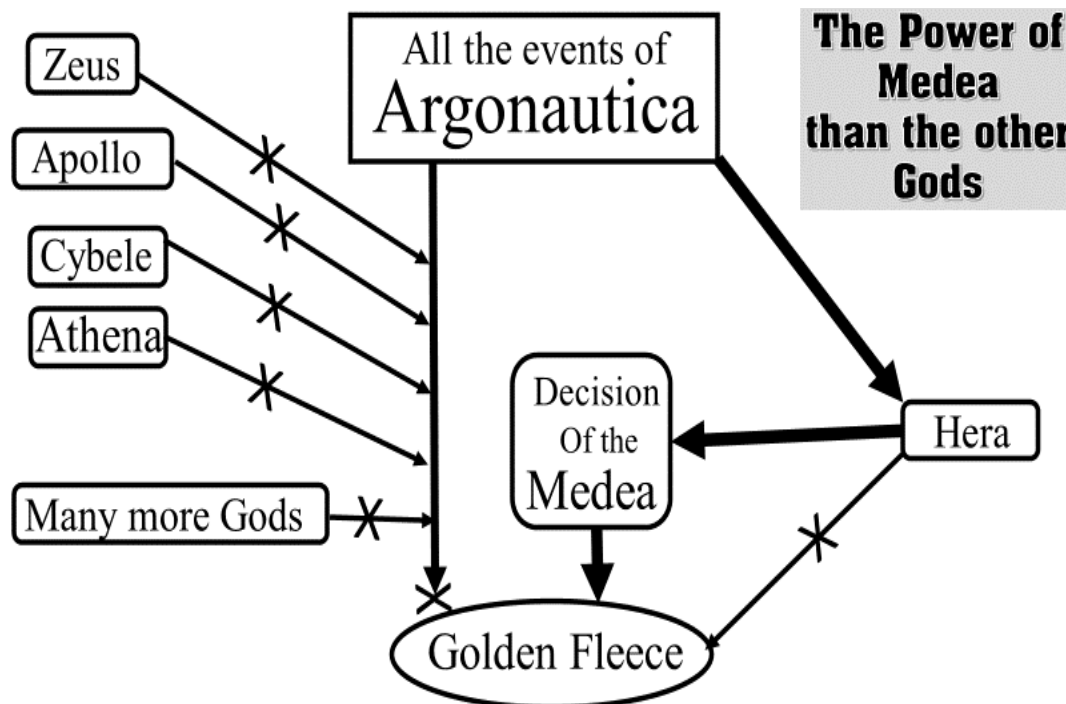 All the events of
Argonautica
The Power of
Medea
than the other
Gods
Zeus
Apollo
Cybele
Athena
Many more Gods
Decision
Of the
Medea
Hera
Golden Fleece